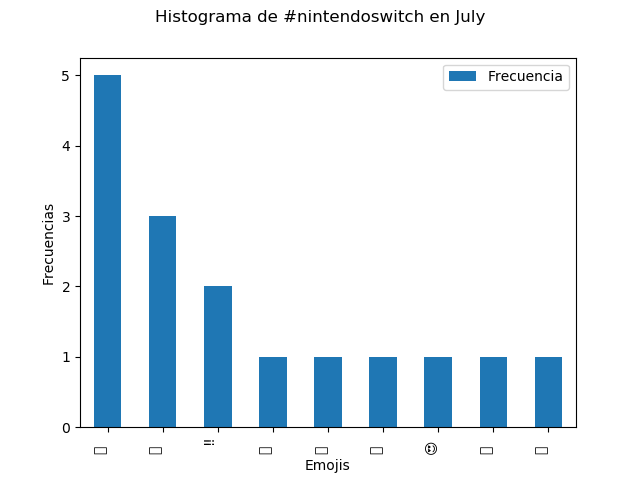 Histograma de #nintendoswitch en July
Frecuencia
5
4
3
2
1
0
Frecuencias
‼
☺
Emojis